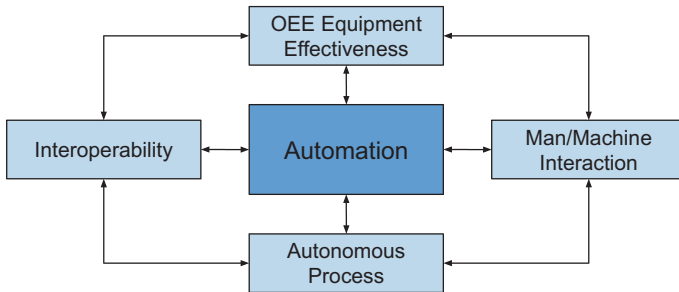 OEE Equipment
Effectiveness
Interoperability
Automation
Man/Machine
Interaction
Autonomous
Process